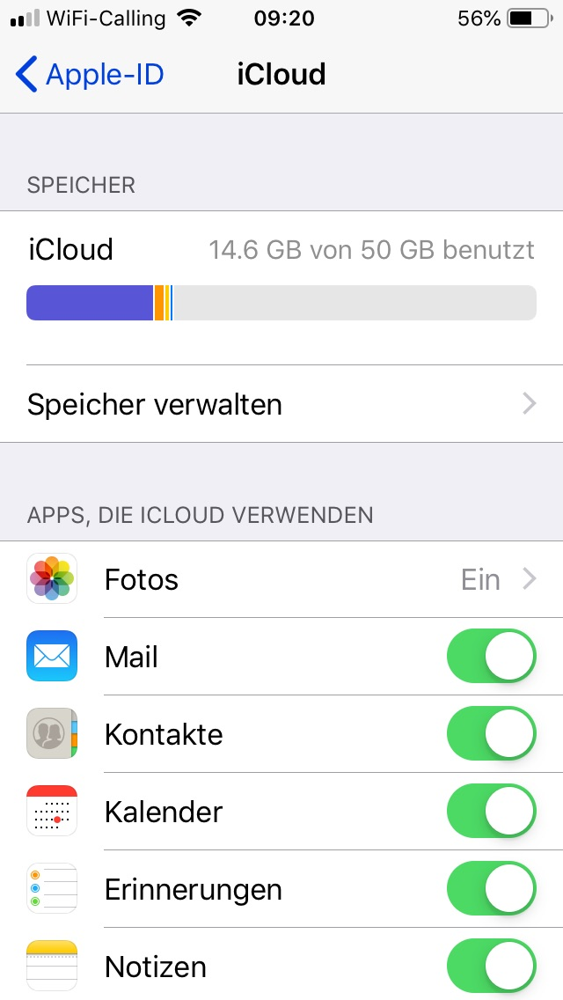 WiFi-Calling 09:20 56%
Apple-ID iCloud
SPEICHER
iCloud 14.6 GB von 50 GB benutzt
Speicher verwalten
APPS, DIE ICLOUD VERWENDEN
Fotos Ein
Mail
Kontakte
Kalender
Erinnerungen
Notizen